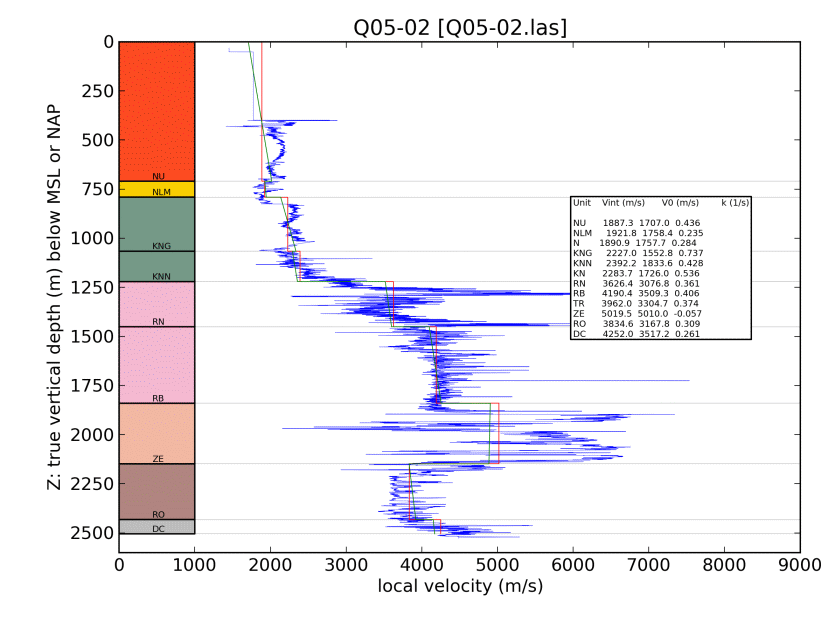 Q05-02 [Q05-02.las]
Z: true vertical depth (m) below MSL or NAP
0
250
500
750
1000
1250
1500
1750
2000
2250
2500
NU
NLM
KNG
KNN
RN
RB
ZE
RO
DC
Unit Vint (m/s) V0 (m/s) k (1/s)
NU 1887.3 1707.0 0.436
NLM 1921.8 1758.4 0.235
N 1890.9 1757.7 0.284
KNG 2227.0 1552.8 0.737
KNN 2392.2 1833.6 0.428
KN 2283.7 1726.0 0.536
RN 3626.4 3076.8 0.361
RB 4190.4 3509.3 0.406
TR 3962.0 3304.7 0.374
ZE 5019.5 5010.0 -0.057
RO 3834.6 3167.8 0.309
DC 4252.0 3517.2 0.261
0 1000 2000 3000 4000 5000 6000 7000 8000 9000
local velocity (m/s)